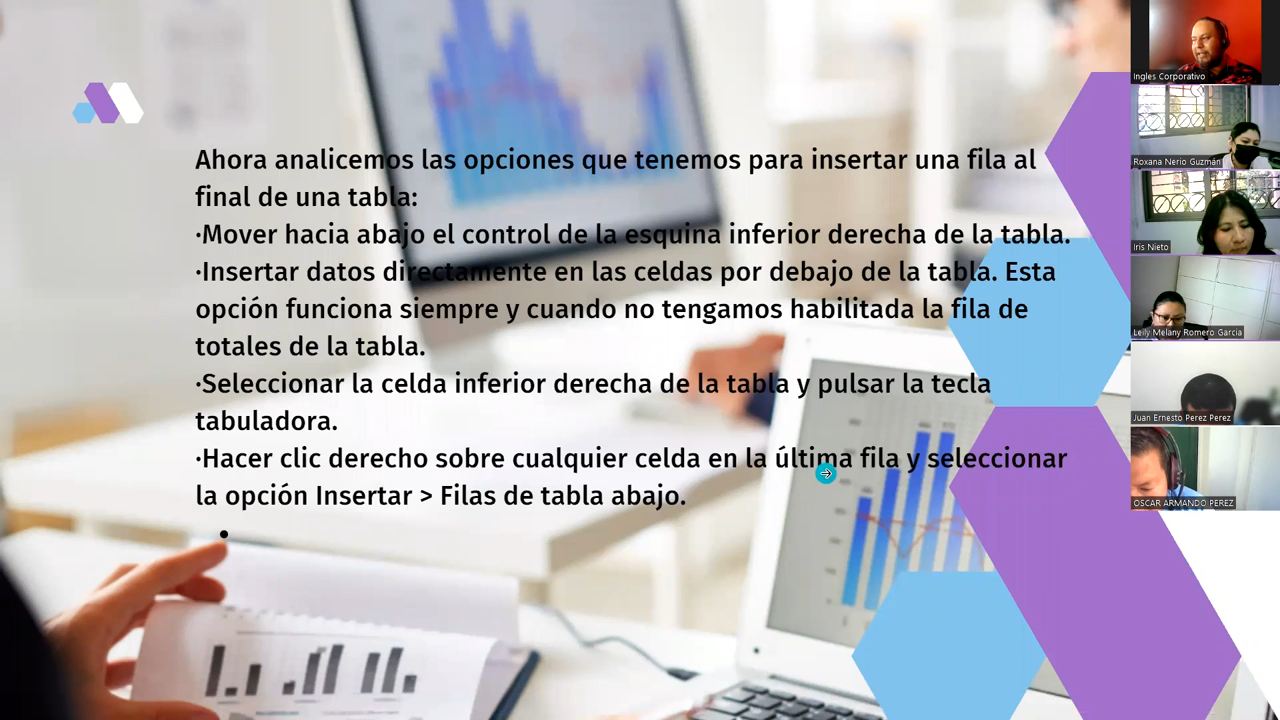 Ahora analicemos las opciones que tenemos para insertar una fila al
final de una tabla:
·Mover hacia abajo el control de la esquina inferior derecha de la tabla.
·Insertar datos directamente en las celdas por debajo de la tabla. Esta
opción funciona siempre y cuando no tengamos habilitada la fila de
totales de la tabla.
·Seleccionar la celda inferior derecha de la tabla y pulsar la tecla
tabuladora.
·Hacer clic derecho sobre cualquier celda en la última fila y seleccionar
la opción Insertar > Filas de tabla abajo.
•
Ingles Corporativo
Roxana Nerio Guzmán
Iris Nieto
Leily Melany Romero Garcia
Juan Ernesto Perez Perez
OSCAR ARMANDO PEREZ